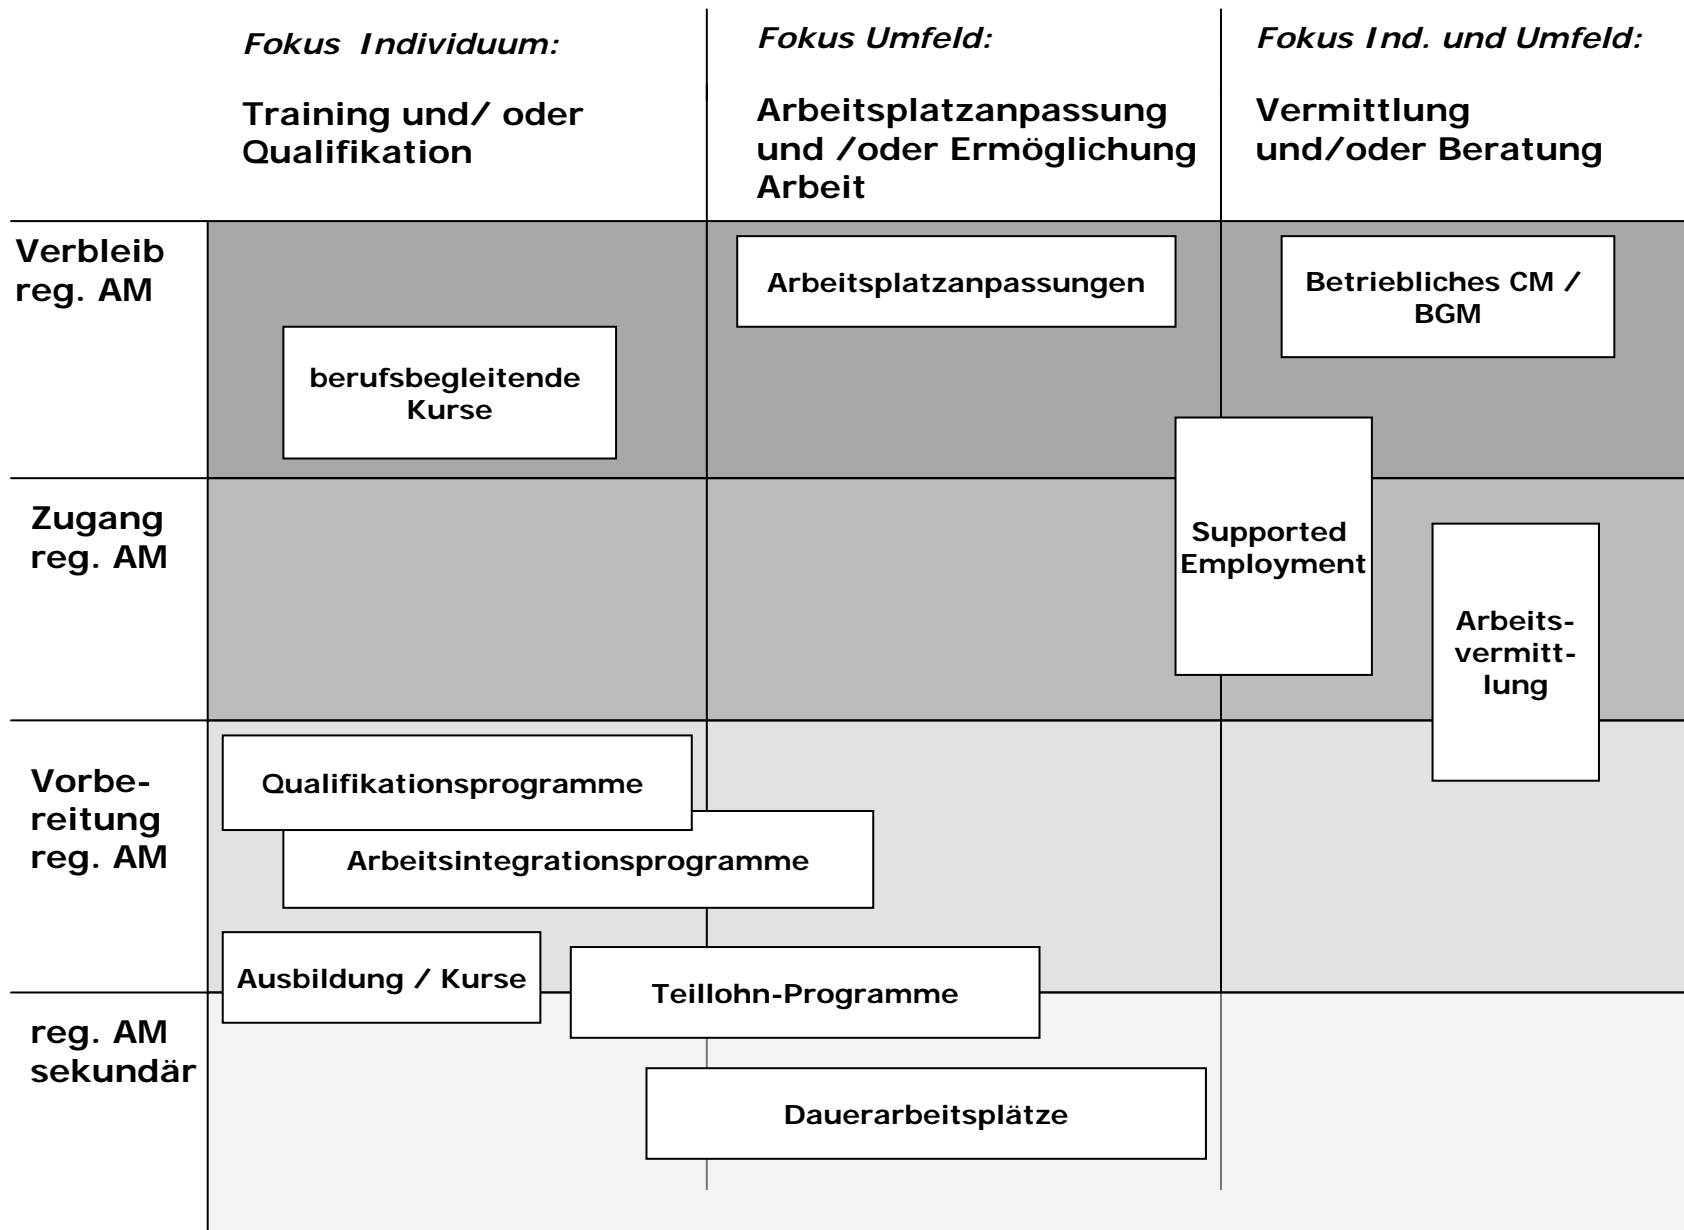 Fokus Individuum:
Training und/ oder
Qualifikation
Fokus Umfeld:
Arbeitsplatzanpassung
und /oder Ermöglichung
Arbeit
Fokus Ind. und Umfeld:
Vermittlung
und/oder Beratung
Verbleib
reg. AM
Arbeitsplatzanpassungen
Betriebliches CM /
BGM
berufsbegleitende
Kurse
Zugang
reg. AM
Supported
Employment
Arbeits-
vermitt-
lung
Vorbe-
reitung
reg. AM
Qualifikationsprogramme
Arbeitsintegrationsprogramme
Ausbildung / Kurse
Teillohn-Programme
reg. AM
sekundär
Dauerarbeitsplätze